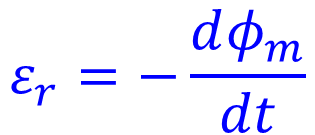 ε_r = − dϕ_m / dt